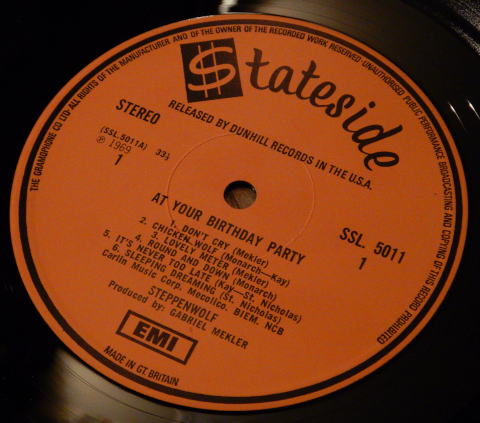 THE GRAMOPHONE CO LTD ALL RIGHTS OF THE MANUFACTURER AND OF THE OWNER OF THE RECORDED WORK RESERVED · UNAUTHORISED PUBLIC PERFORMANCE BROADCASTING AND COPYING OF THIS RECORD PROHIBITED
$tateside
RELEASED BY DUNHILL RECORDS IN THE U.S.A.
STEREO
(SSL.5011A) 33⅓
℗ 1969
1
SSL. 5011
1
AT YOUR BIRTHDAY PARTY
1. DON'T CRY (Mekler)
2. CHICKEN WOLF (Monarch—Kay)
3. LOVELY METER (Mekler)
4. ROUND AND DOWN (Monarch)
5. IT'S NEVER TOO LATE (Kay—St. Nicholas)
6. SLEEPING DREAMING (St. Nicholas)
Carlin Music Corp. Mecolico. BIEM. NCB
STEPPENWOLF
Produced by: GABRIEL MEKLER
EMI
MADE IN GT. BRITAIN